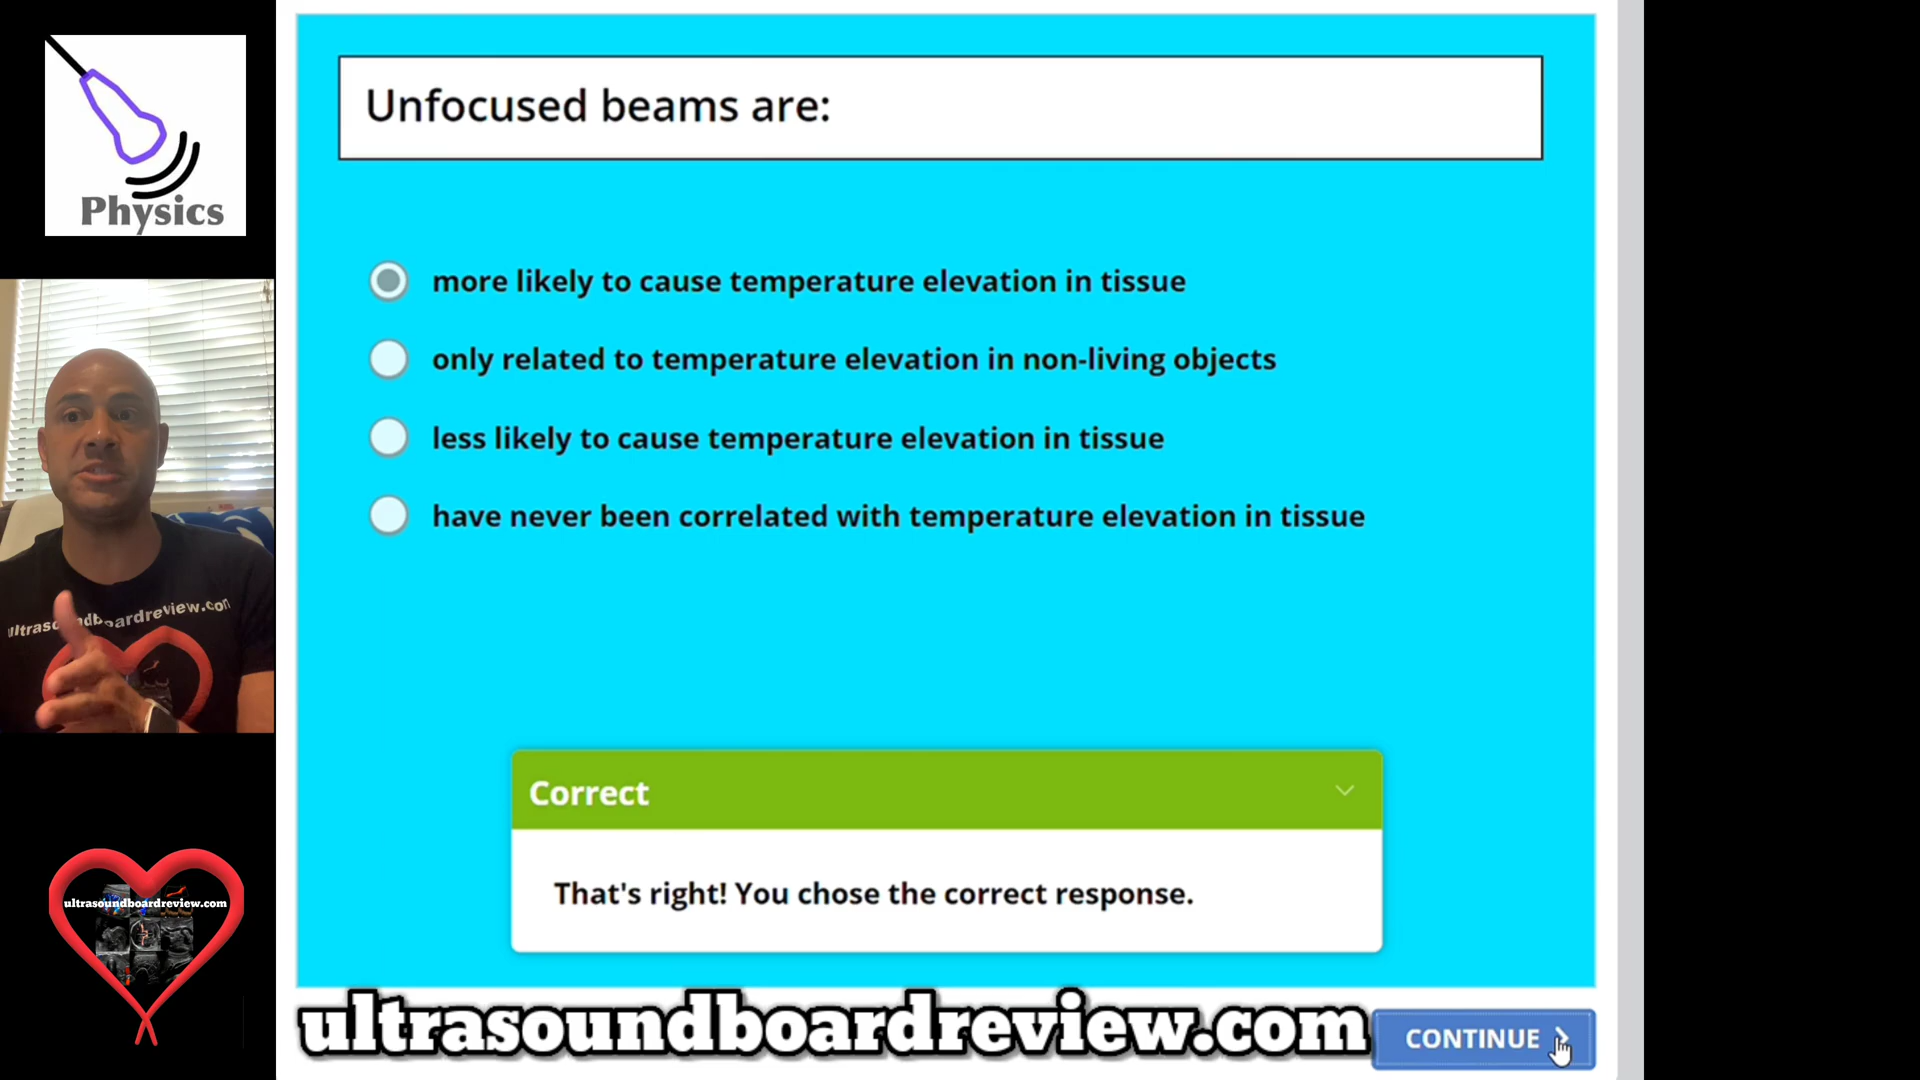 Physics
Unfocused beams are:
more likely to cause temperature elevation in tissue
only related to temperature elevation in non-living objects
less likely to cause temperature elevation in tissue
have never been correlated with temperature elevation in tissue
ultrasoundboardreview.com
Correct
That's right! You chose the correct response.
ultrasoundboardreview.com
ultrasoundboardreview.com
CONTINUE